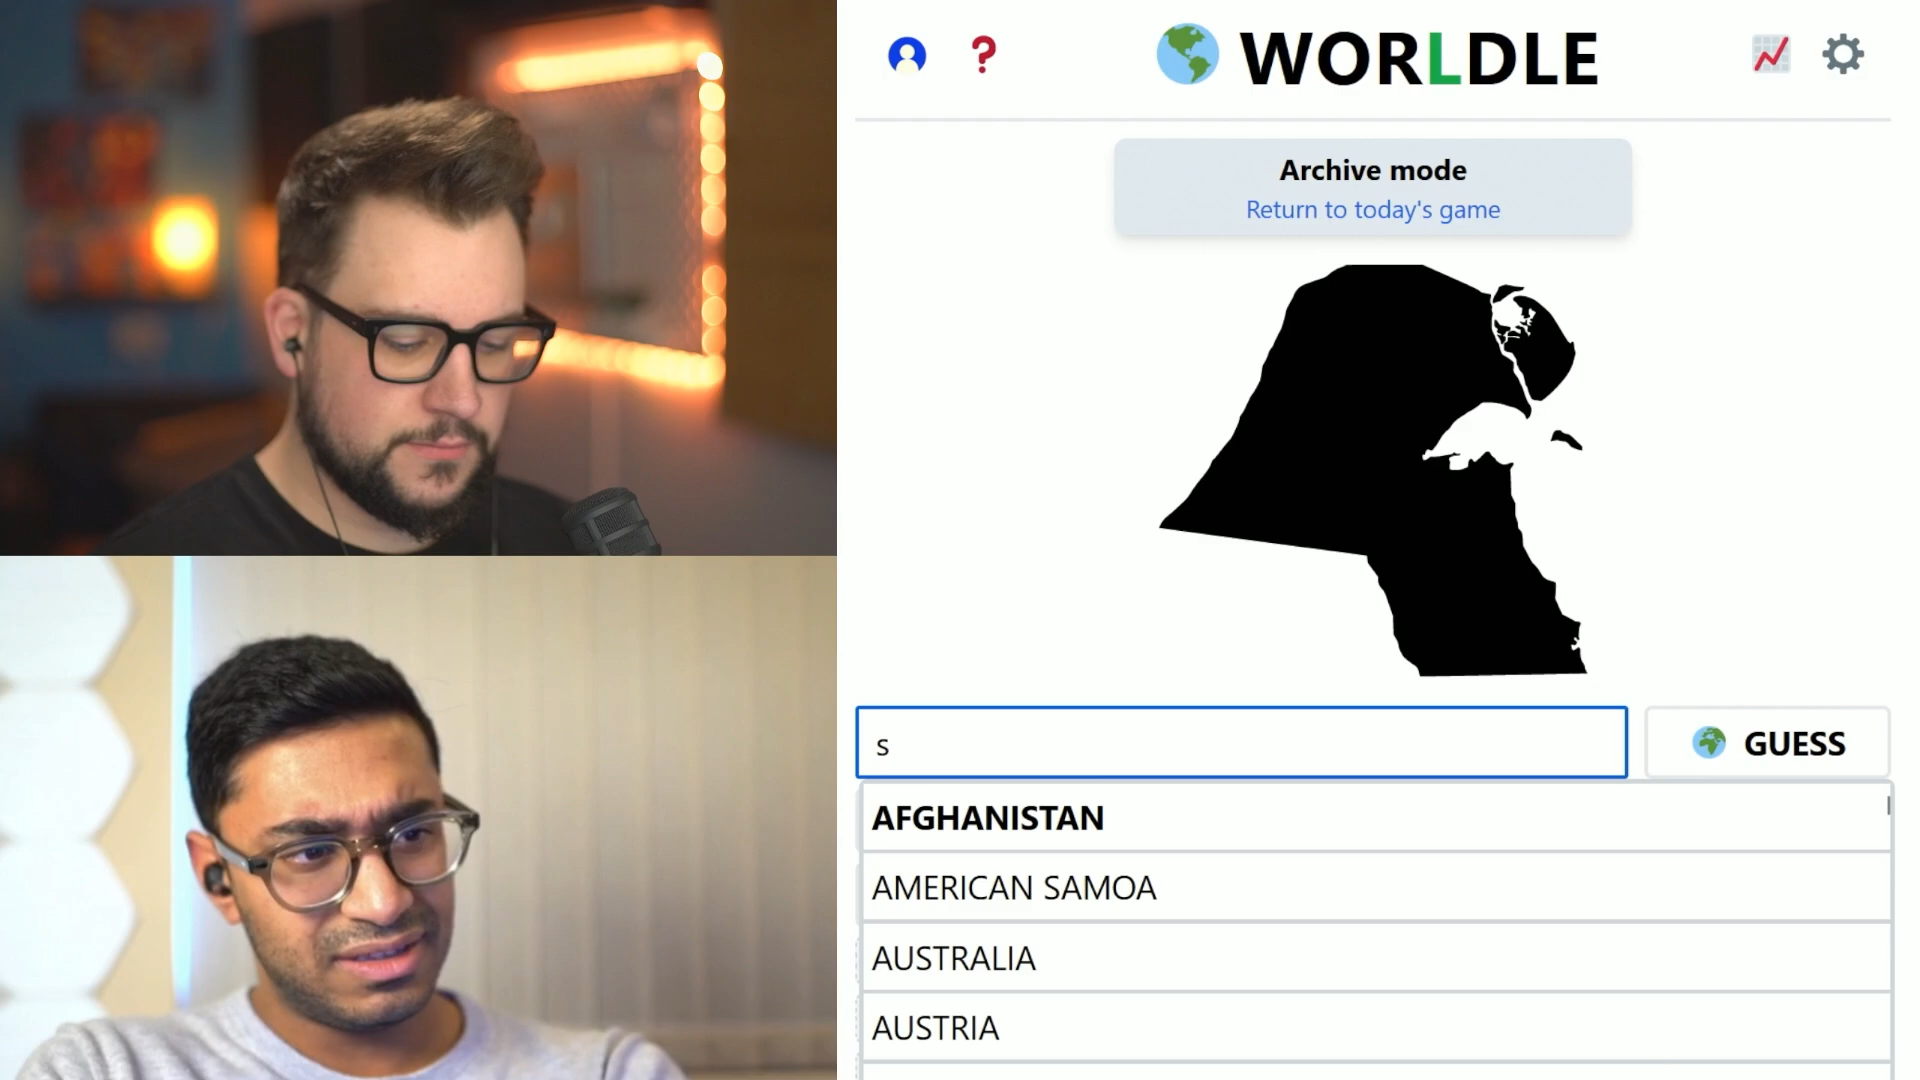 ?
WORLDLE
Archive mode
Return to today's game
s
GUESS
AFGHANISTAN
AMERICAN SAMOA
AUSTRALIA
AUSTRIA